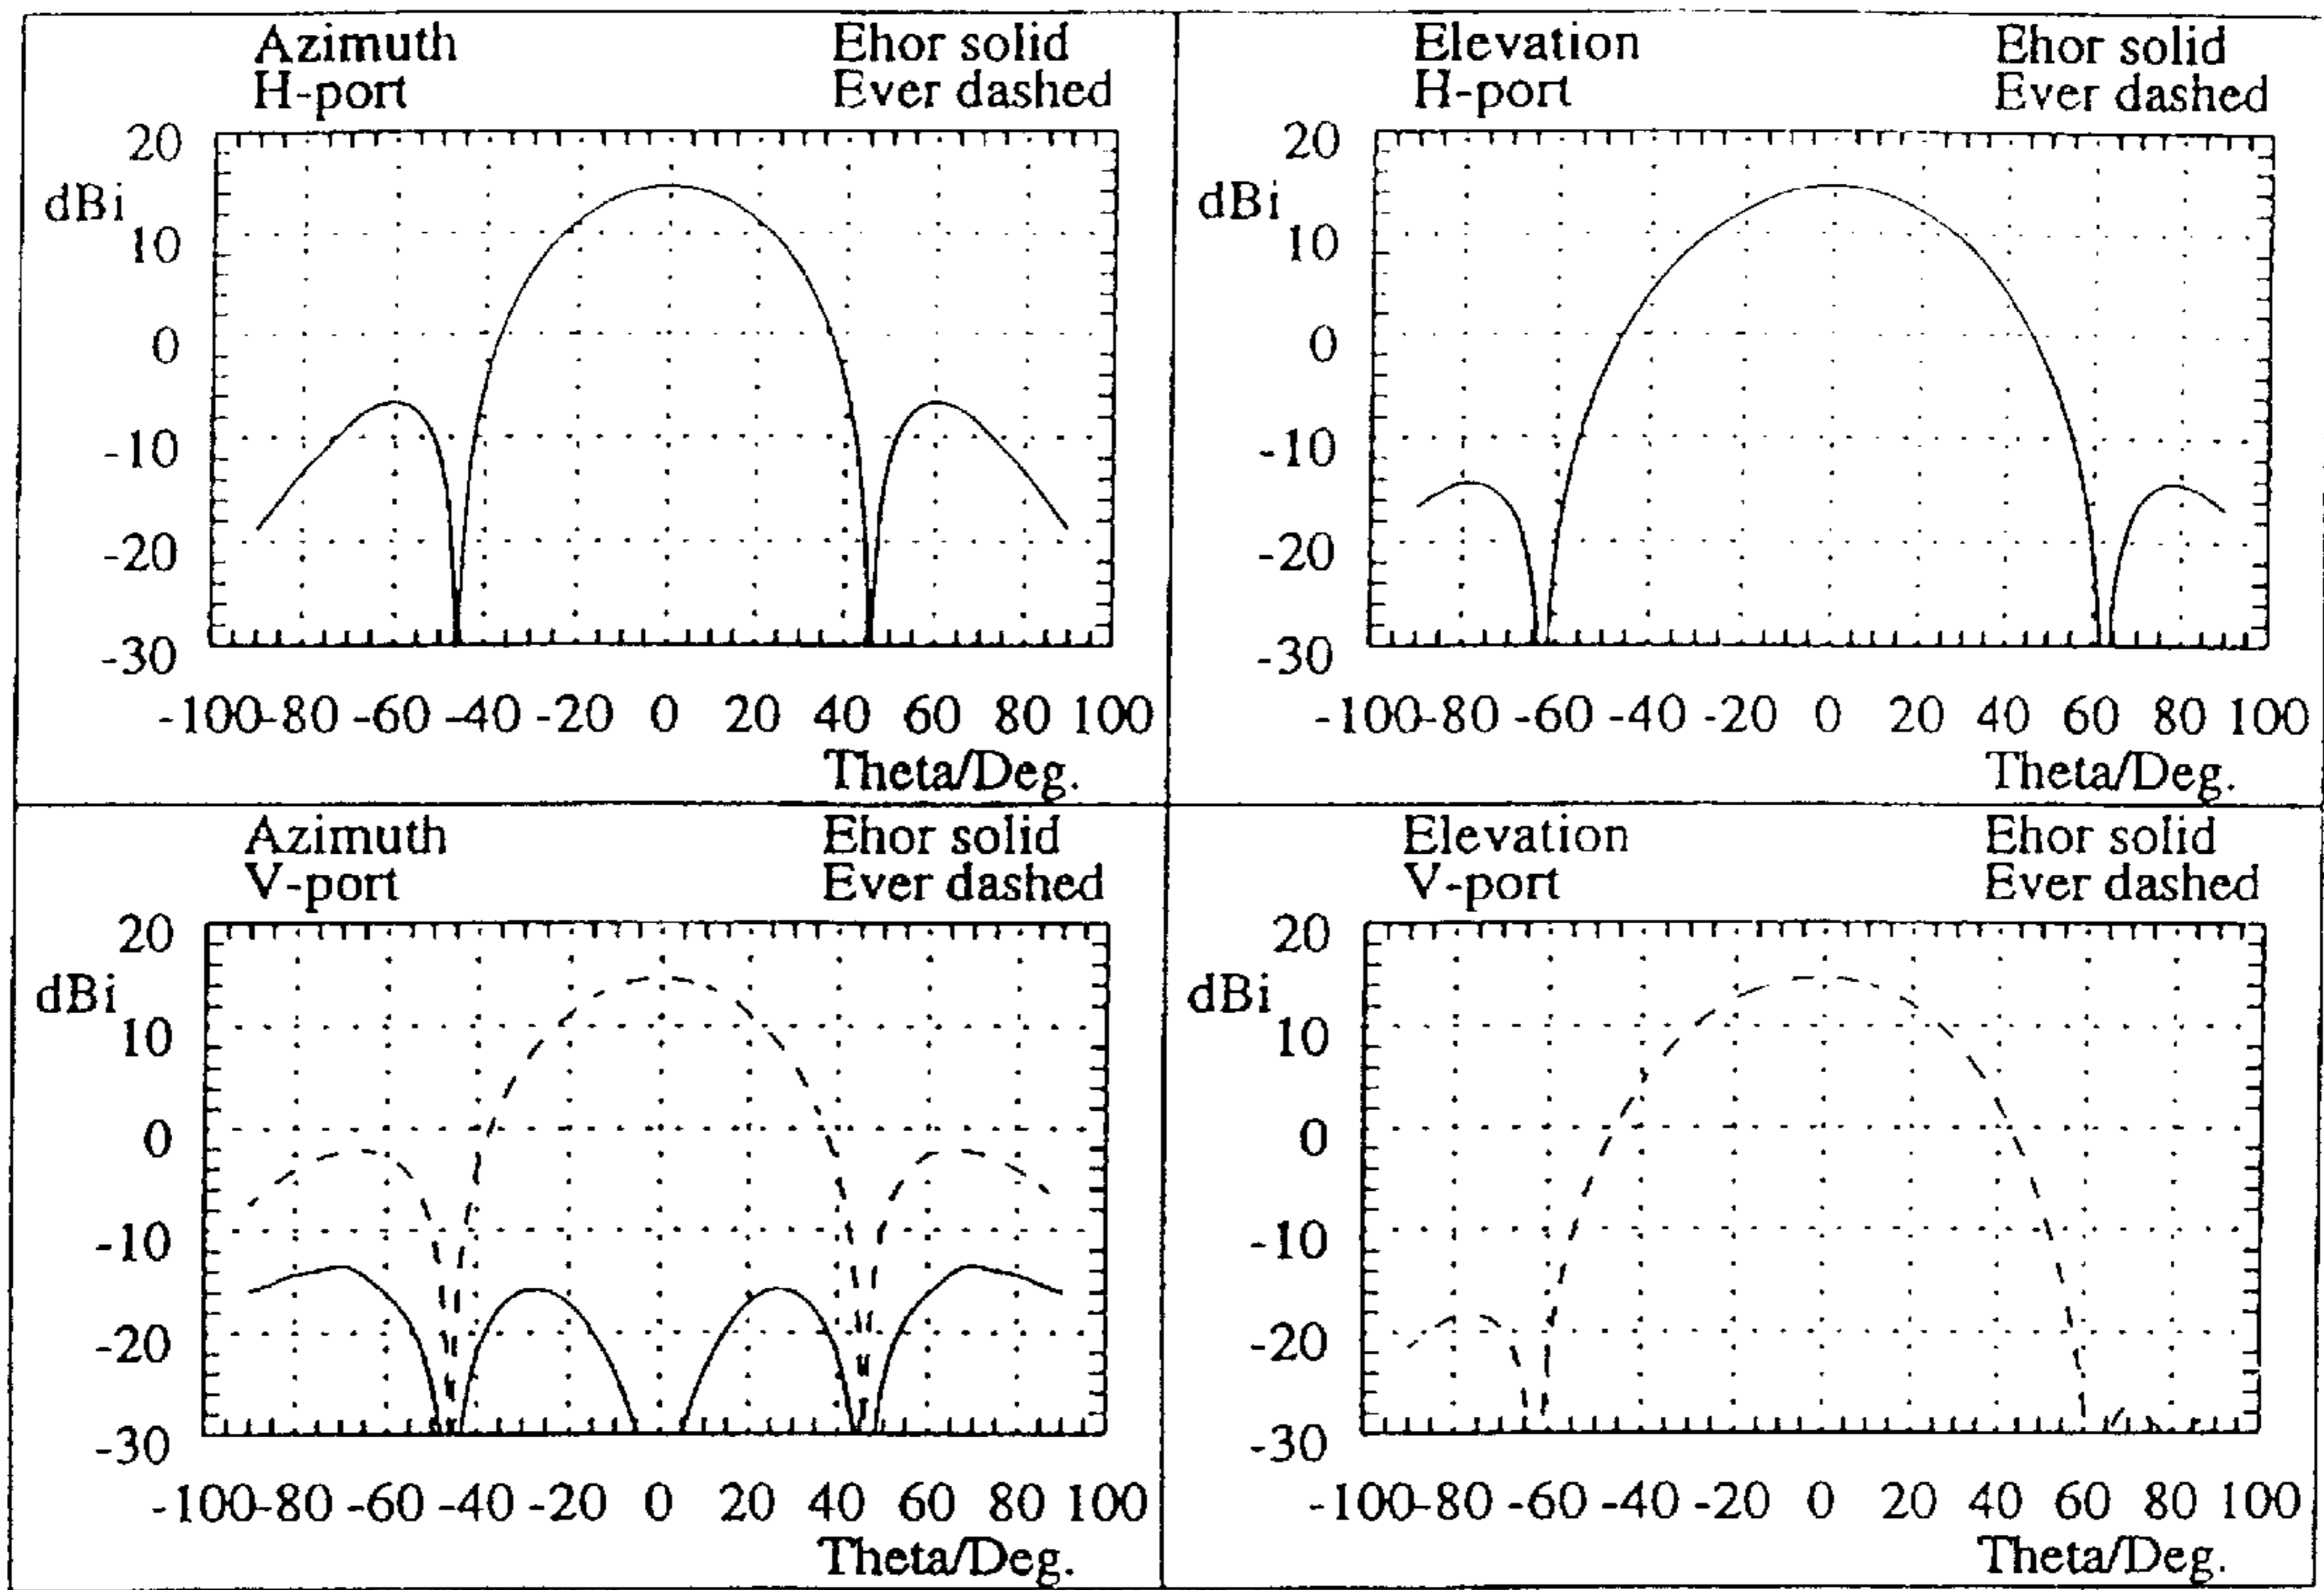 Azimuth Ehor solid
H-port Ever dashed
20
dBi
10
0
-10
-20
-30
-100 -80 -60 -40 -20 0 20 40 60 80 100
Theta/Deg.
Elevation Ehor solid
H-port Ever dashed
20
dBi
10
0
-10
-20
-30
-100 -80 -60 -40 -20 0 20 40 60 80 100
Theta/Deg.
Azimuth Ehor solid
V-port Ever dashed
20
dBi
10
0
-10
-20
-30
-100 -80 -60 -40 -20 0 20 40 60 80 100
Theta/Deg.
Elevation Ehor solid
V-port Ever dashed
20
dBi
10
0
-10
-20
-30
-100 -80 -60 -40 -20 0 20 40 60 80 100
Theta/Deg.